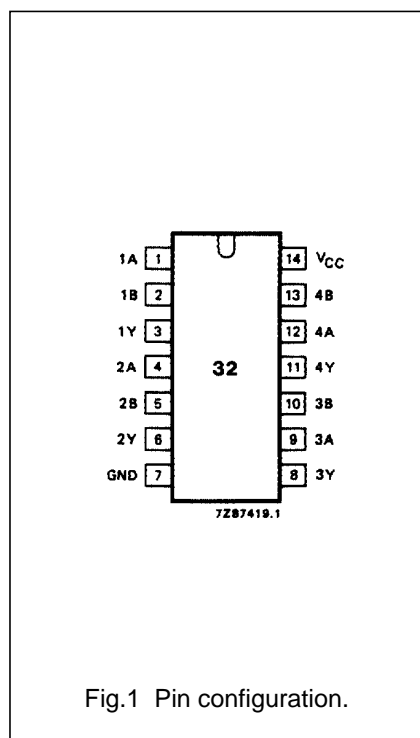 1A 1 14 VCC
1B 2 13 4B
1Y 3 12 4A
2A 4 32 11 4Y
2B 5 10 3B
2Y 6 9 3A
GND 7 8 3Y
7Z87419.1
Fig.1 Pin configuration.